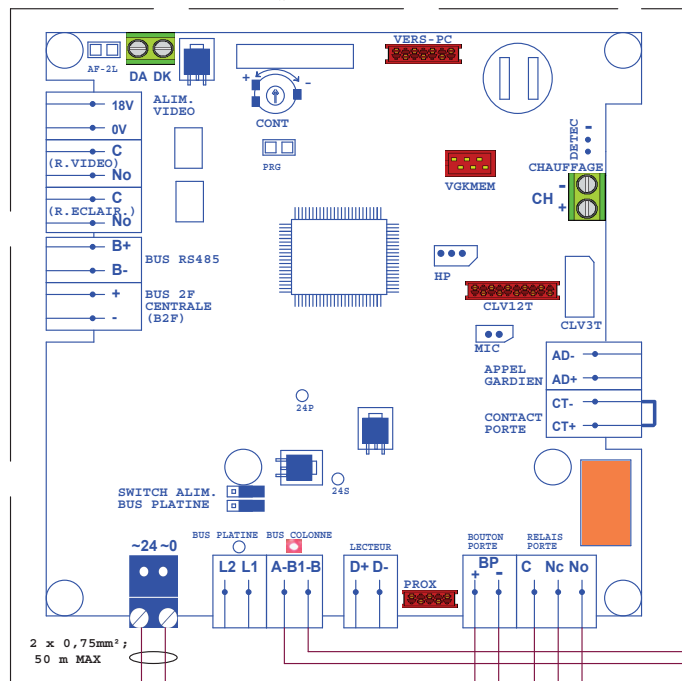 VERS-PC
AF-2L
DA DK
ALIM.
VIDEO
+ -
CONT
PRG
VGKMEM
DETEC
-
CHAUFFAGE
CH
-
+
18V
0V
C
(R.VIDEO)
No
C
(R.ECLAIR.)
No
B+
B-
BUS RS485
+
-
BUS 2F
CENTRALE
(B2F)
HP
CLV12T
CLV3T
MIC
AD-
AD+
APPEL
GARDIEN
CT-
CT+
CONTACT
PORTE
24P
24S
SWITCH ALIM.
BUS PLATINE
~24 ~0
BUS PLATINE
L2 L1
BUS COLONNE
A-B1-B
LECTEUR
D+ D-
PROX
BOUTON
PORTE
BP
+ -
RELAIS
PORTE
C Nc No
2 x 0,75mm²;
50 m MAX